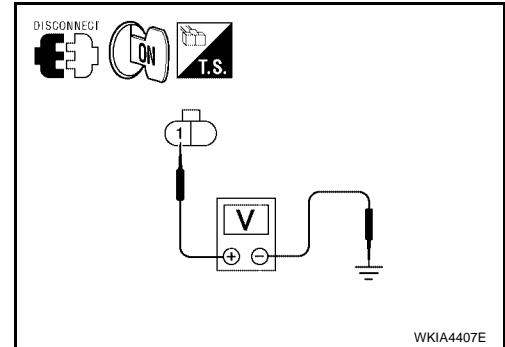 DISCONNECT
ON
T.S.
1
V
+ −
WKIA4407E